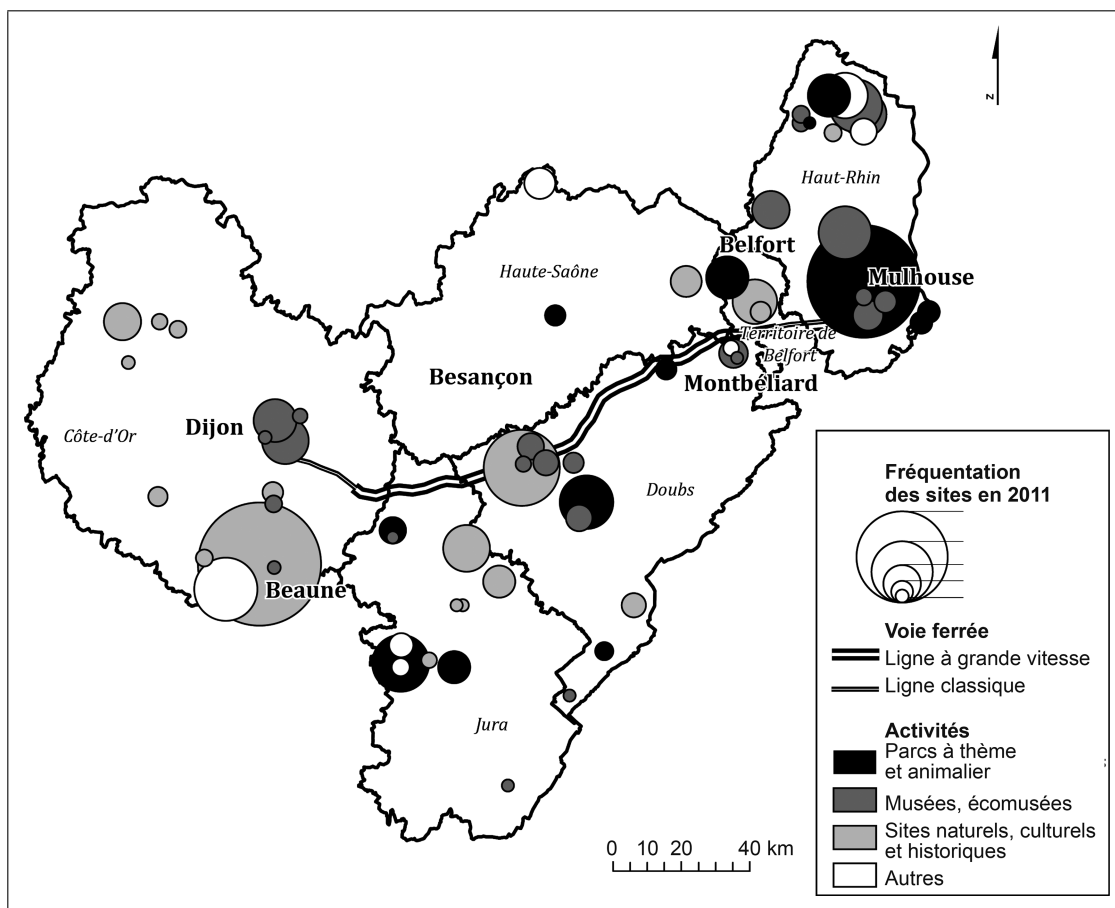 z
Haut-Rhin
Belfort
Haute-Saône
Mulhouse
Territoire de
Belfort
Besançon
Montbéliard
Côte-d'Or
Dijon
Doubs
Beaune
Jura
0 10 20 40 km
Fréquentation
des sites en 2011
Voie ferrée
Ligne à grande vitesse
Ligne classique
Activités
Parcs à thème
et animalier
Musées, écomusées
Sites naturels, culturels
et historiques
Autres